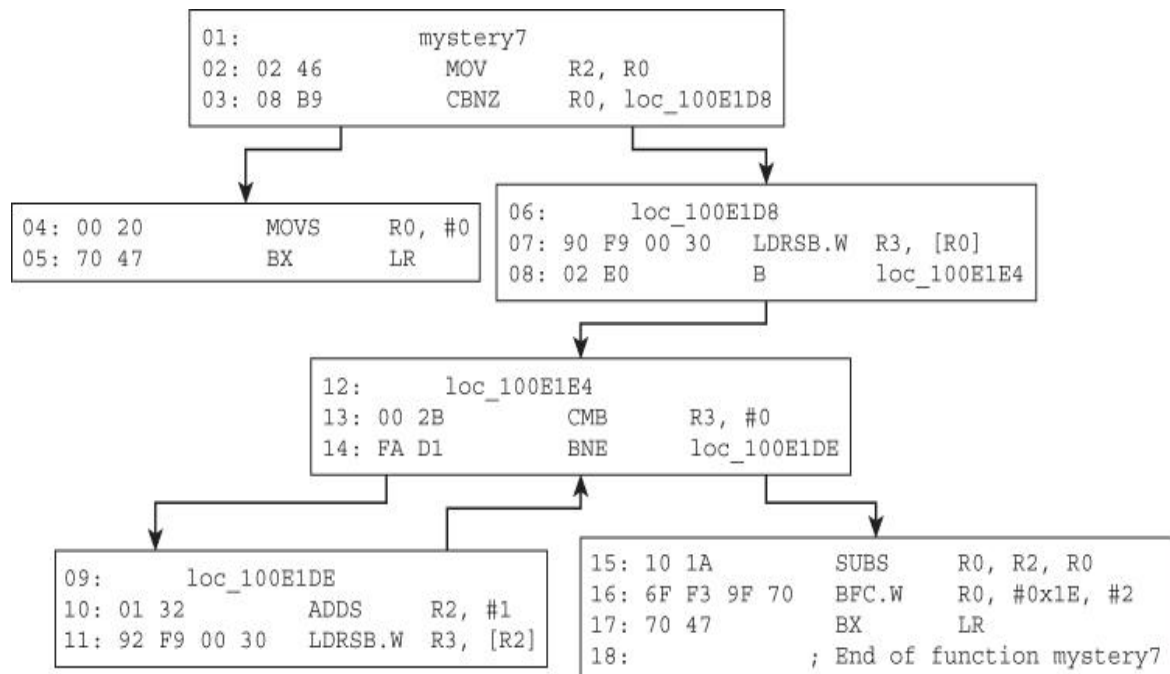 01: mystery7
02: 02 46 MOV R2, R0
03: 08 B9 CBNZ R0, loc_100E1D8
04: 00 20 MOVS R0, #0
05: 70 47 BX LR
06: loc_100E1D8
07: 90 F9 00 30 LDRSB.W R3, [R0]
08: 02 E0 B loc_100E1E4
12: loc_100E1E4
13: 00 2B CMB R3, #0
14: FA D1 BNE loc_100E1DE
09: loc_100E1DE
10: 01 32 ADDS R2, #1
11: 92 F9 00 30 LDRSB.W R3, [R2]
15: 10 1A SUBS R0, R2, R0
16: 6F F3 9F 70 BFC.W R0, #0x1E, #2
17: 70 47 BX LR
18: ; End of function mystery7